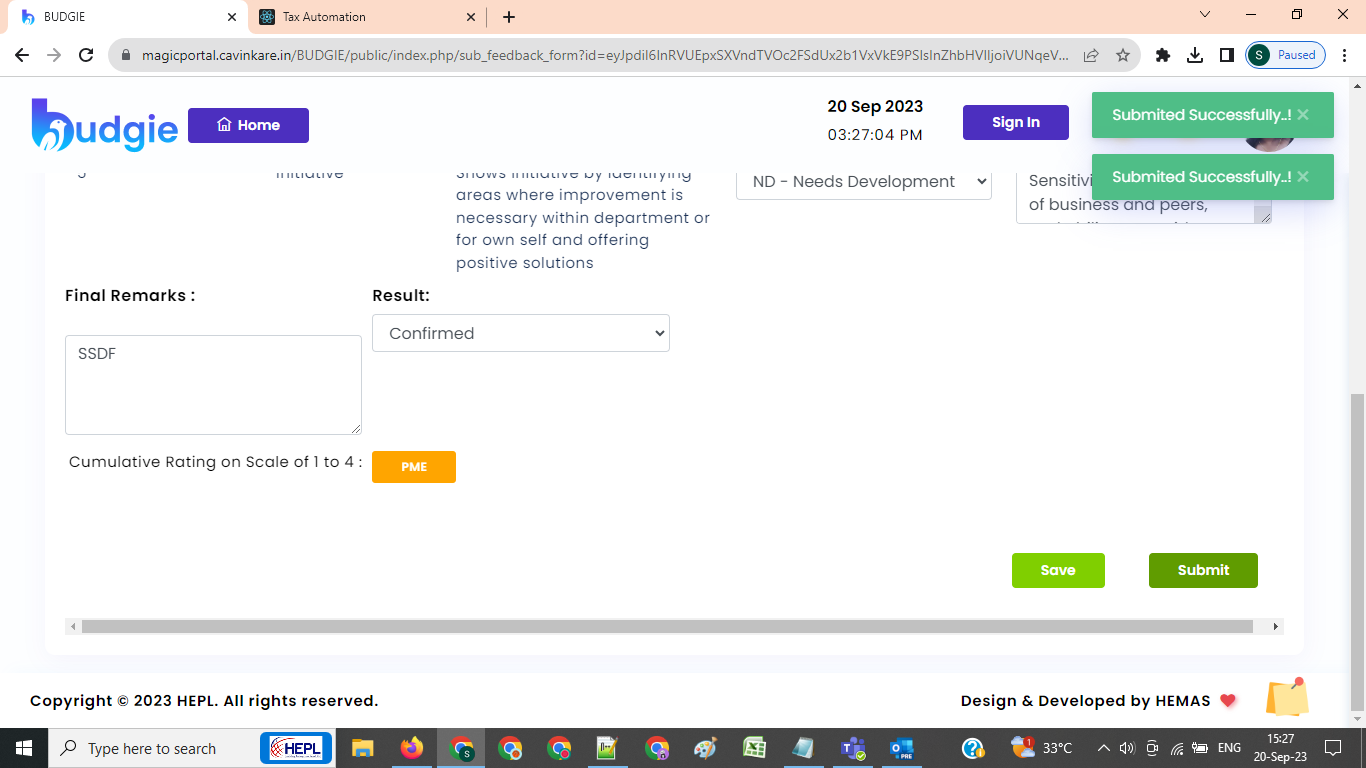 BUDGIE
Tax Automation
magicportal.cavinkare.in/BUDGIE/public/index.php/sub_feedback_form?id=eyJpdiI6InRVUEpxSXVndTVOc2FSdUx2b1VxVkE9PSIsInZhbHVlIjoiVUNqeV...
S
Paused
budgie
Home
20 Sep 2023
03:27:04 PM
Sign In
Submited Successfully..! ×
Submited Successfully..! ×
5
Initiative
Shows initiative by identifying
areas where improvement is
necessary within department or
for own self and offering
positive solutions
ND - Needs Development
of business and peers,
Final Remarks :
Result:
Confirmed
SSDF
Cumulative Rating on Scale of 1 to 4 :
PME
Save
Submit
Copyright © 2023 HEPL. All rights reserved.
Design & Developed by HEMAS
Type here to search
HEPL
33°C
ENG
15:27
20-Sep-23